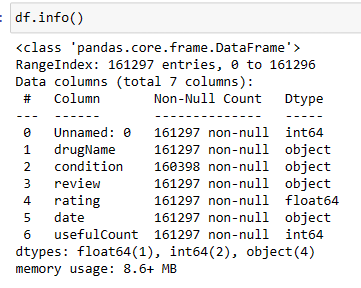 df.info()
<class 'pandas.core.frame.DataFrame'>
RangeIndex: 161297 entries, 0 to 161296
Data columns (total 7 columns):
 #   Column       Non-Null Count   Dtype
---  ------       --------------   -----
 0   Unnamed: 0   161297 non-null  int64
 1   drugName     161297 non-null  object
 2   condition    160398 non-null  object
 3   review       161297 non-null  object
 4   rating       161297 non-null  float64
 5   date         161297 non-null  object
 6   usefulCount  161297 non-null  int64
dtypes: float64(1), int64(2), object(4)
memory usage: 8.6+ MB